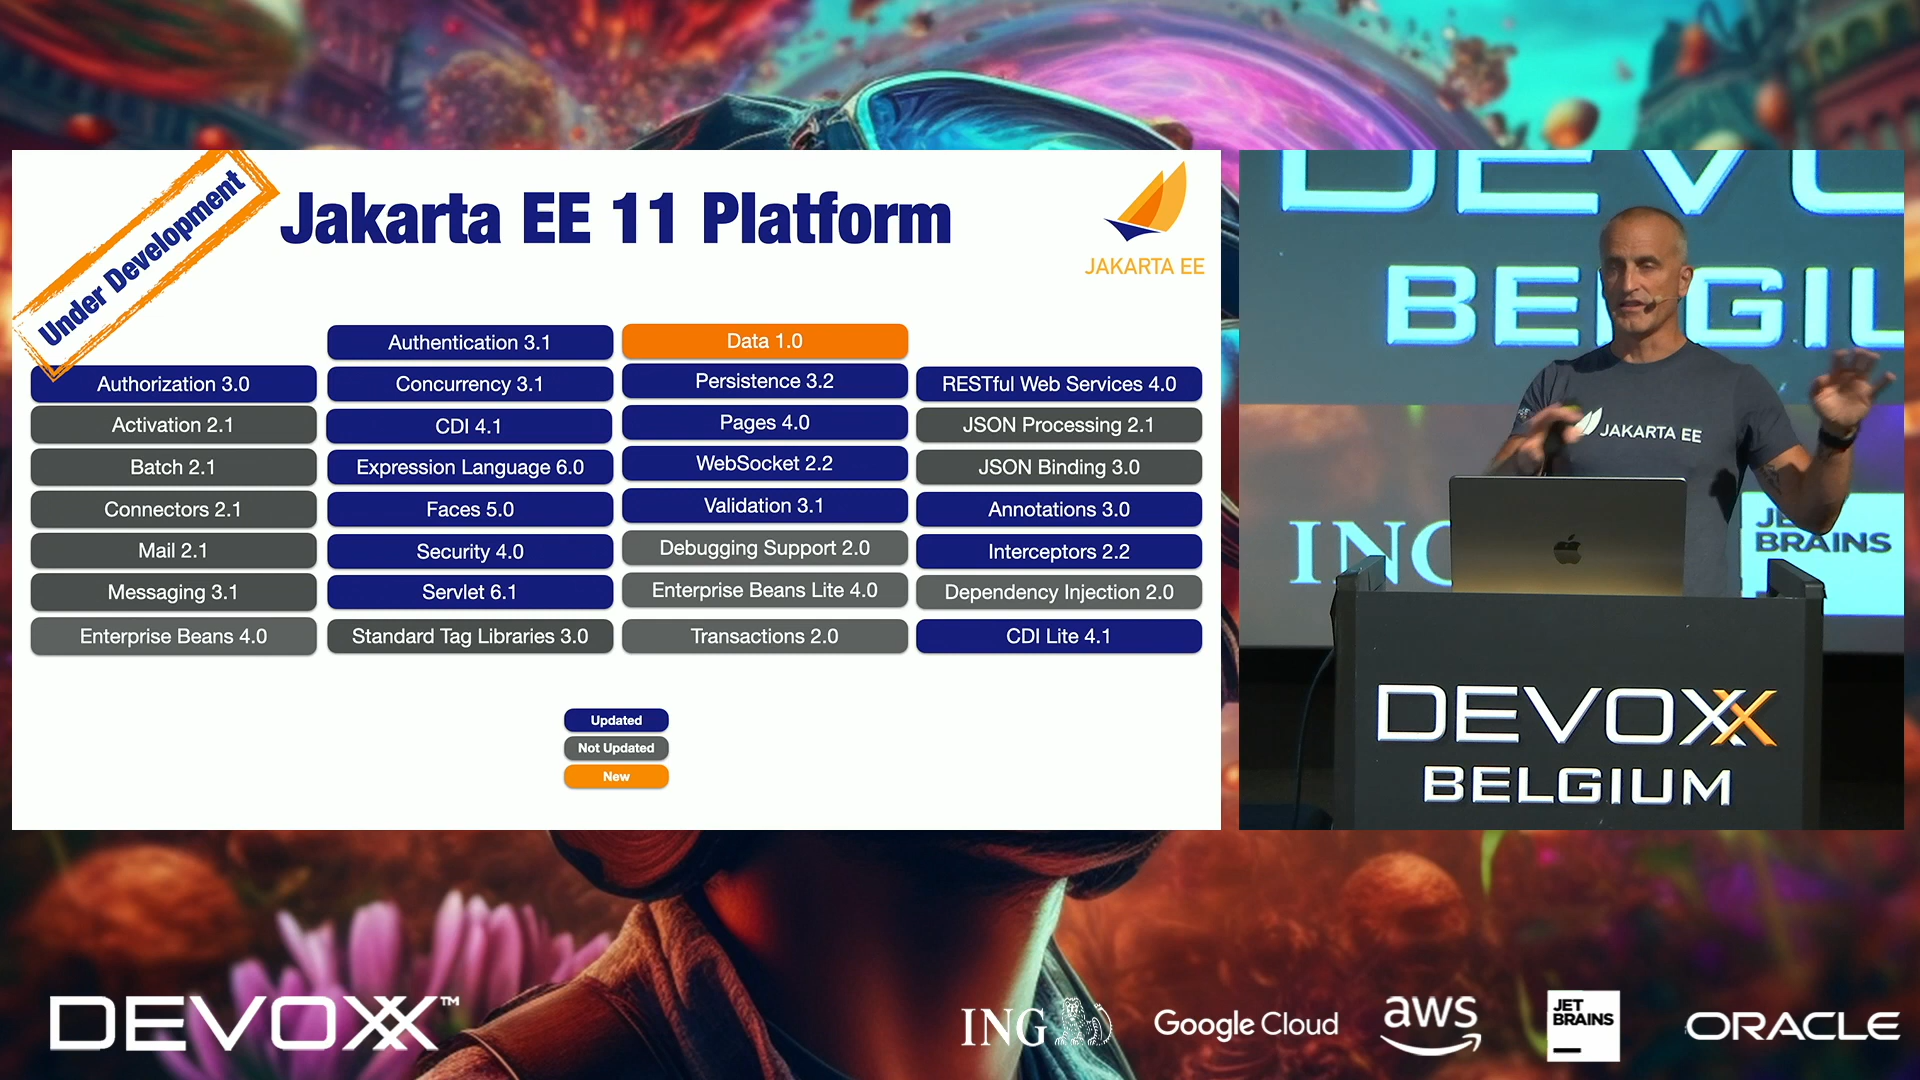 Under Development
Jakarta EE 11 Platform
JAKARTA EE
Authentication 3.1
Data 1.0
Authorization 3.0
Concurrency 3.1
Persistence 3.2
RESTful Web Services 4.0
Activation 2.1
CDI 4.1
Pages 4.0
JSON Processing 2.1
Batch 2.1
Expression Language 6.0
WebSocket 2.2
JSON Binding 3.0
Connectors 2.1
Faces 5.0
Validation 3.1
Annotations 3.0
Mail 2.1
Security 4.0
Debugging Support 2.0
Interceptors 2.2
Messaging 3.1
Servlet 6.1
Enterprise Beans Lite 4.0
Dependency Injection 2.0
Enterprise Beans 4.0
Standard Tag Libraries 3.0
Transactions 2.0
CDI Lite 4.1
Updated
Not Updated
New
DEVO
BELGIU
JAKARTA EE
ING
JET
BRAINS
DEVOXX
BELGIUM
DEVOXX™
ING
Google Cloud
aws
JET
BRAINS
ORACLE